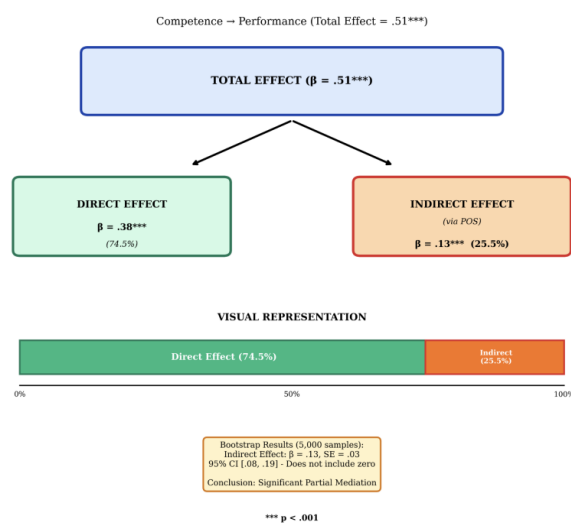 Competence → Performance (Total Effect = .51***)
TOTAL EFFECT (β = .51***)
DIRECT EFFECT
β = .38***
(74.5%)
INDIRECT EFFECT
(via POS)
β = .13*** (25.5%)
VISUAL REPRESENTATION
Direct Effect (74.5%)
Indirect
(25.5%)
0%
50%
100%
Bootstrap Results (5,000 samples):
Indirect Effect: β = .13, SE = .03
95% CI [.08, .19] - Does not include zero
Conclusion: Significant Partial Mediation
*** p < .001